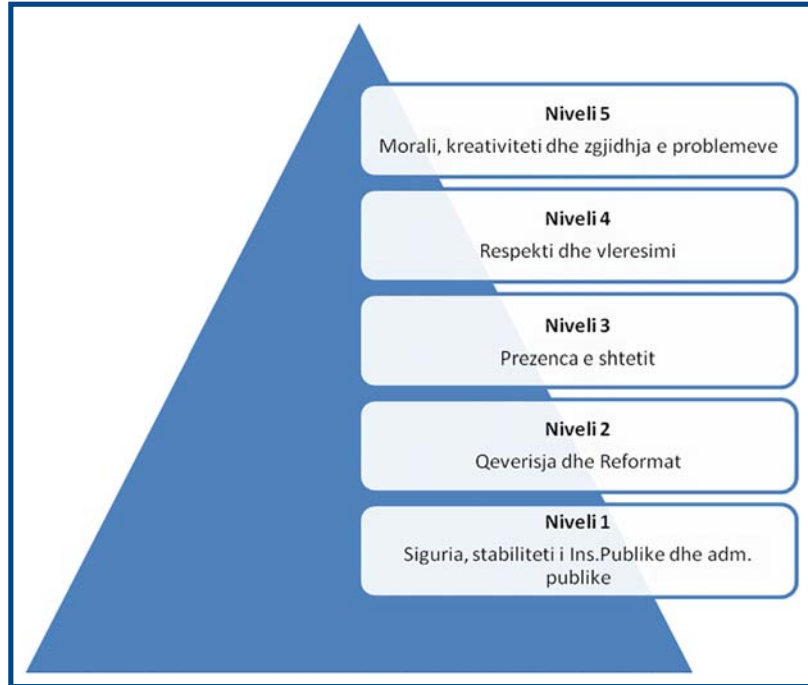 Niveli 5
Morali, kreativiteti dhe zgjidhja e problemeve
Niveli 4
Respekti dhe vleresimi
Niveli 3
Prezenca e shtetit
Niveli 2
Qeverisja dhe Reformat
Niveli 1
Siguria, stabiliteti i Ins.Publike dhe adm.
publike